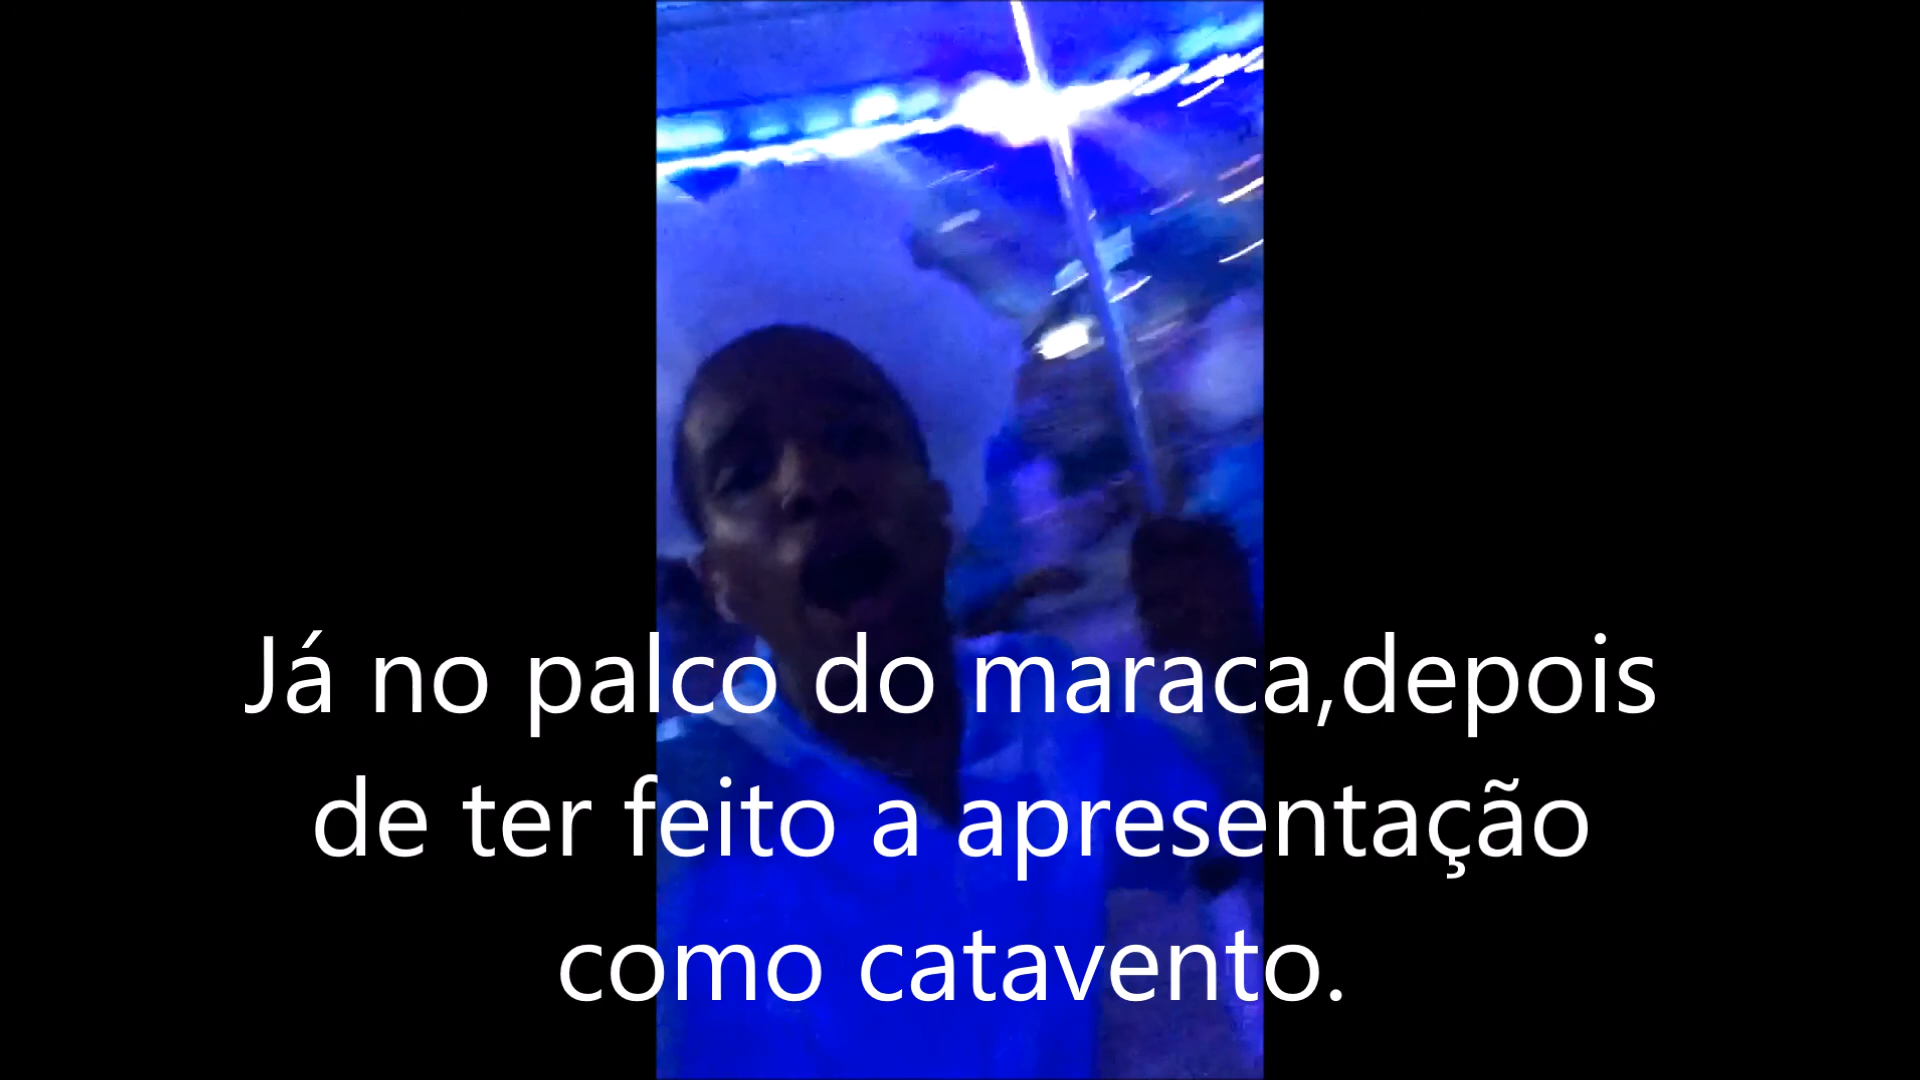 Já no palco do maraca,depois
de ter feito a apresentação
como catavento.